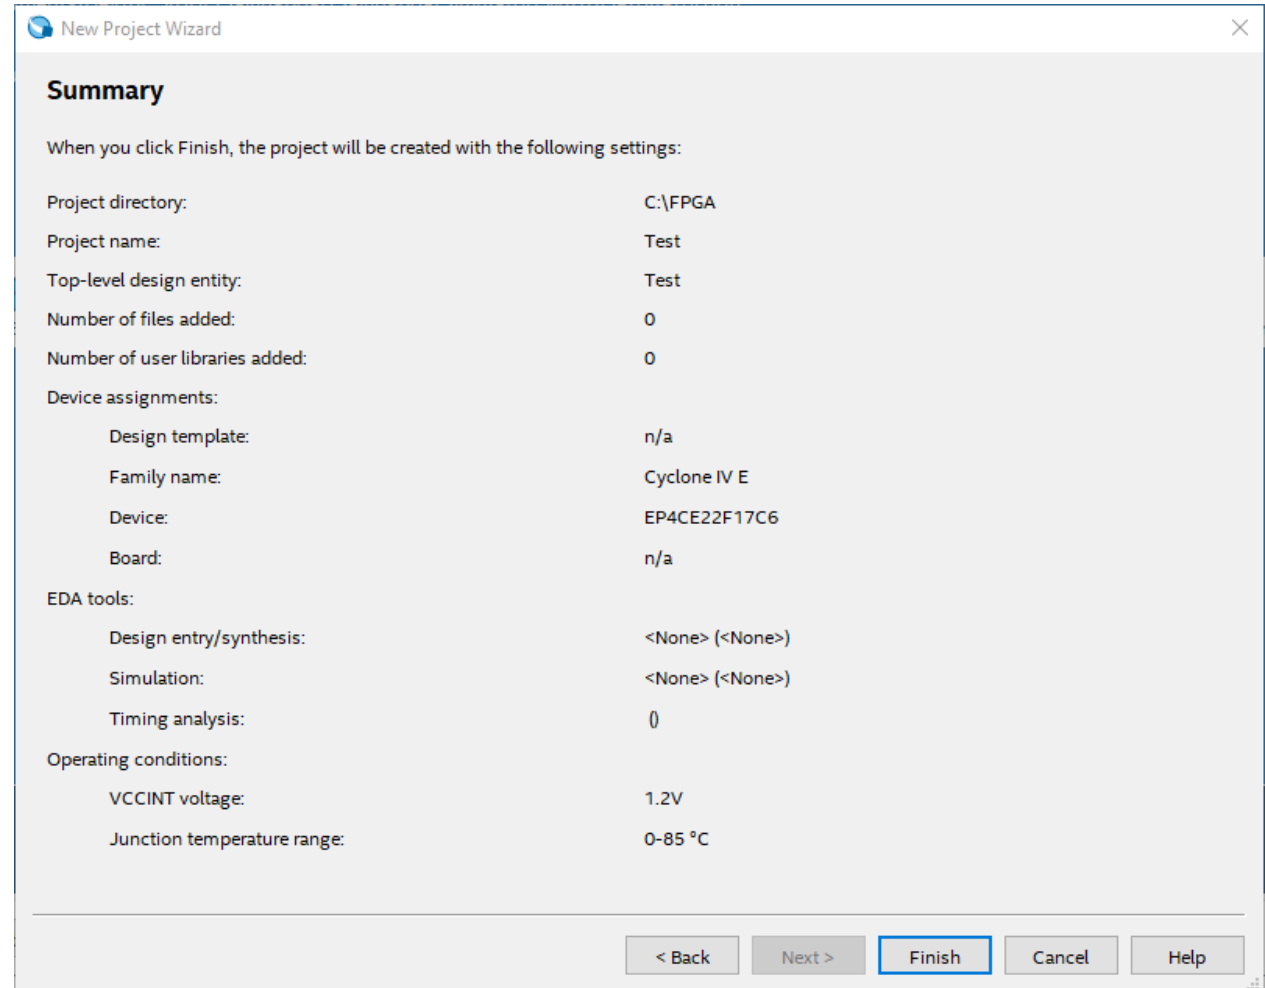 New Project Wizard
Summary
When you click Finish, the project will be created with the following settings:
Project directory: C:\FPGA
Project name: Test
Top-level design entity: Test
Number of files added: 0
Number of user libraries added: 0
Device assignments:
Design template: n/a
Family name: Cyclone IV E
Device: EP4CE22F17C6
Board: n/a
EDA tools:
Design entry/synthesis: <None> (<None>)
Simulation: <None> (<None>)
Timing analysis: ()
Operating conditions:
VCCINT voltage: 1.2V
Junction temperature range: 0-85 °C
< Back Next > Finish Cancel Help